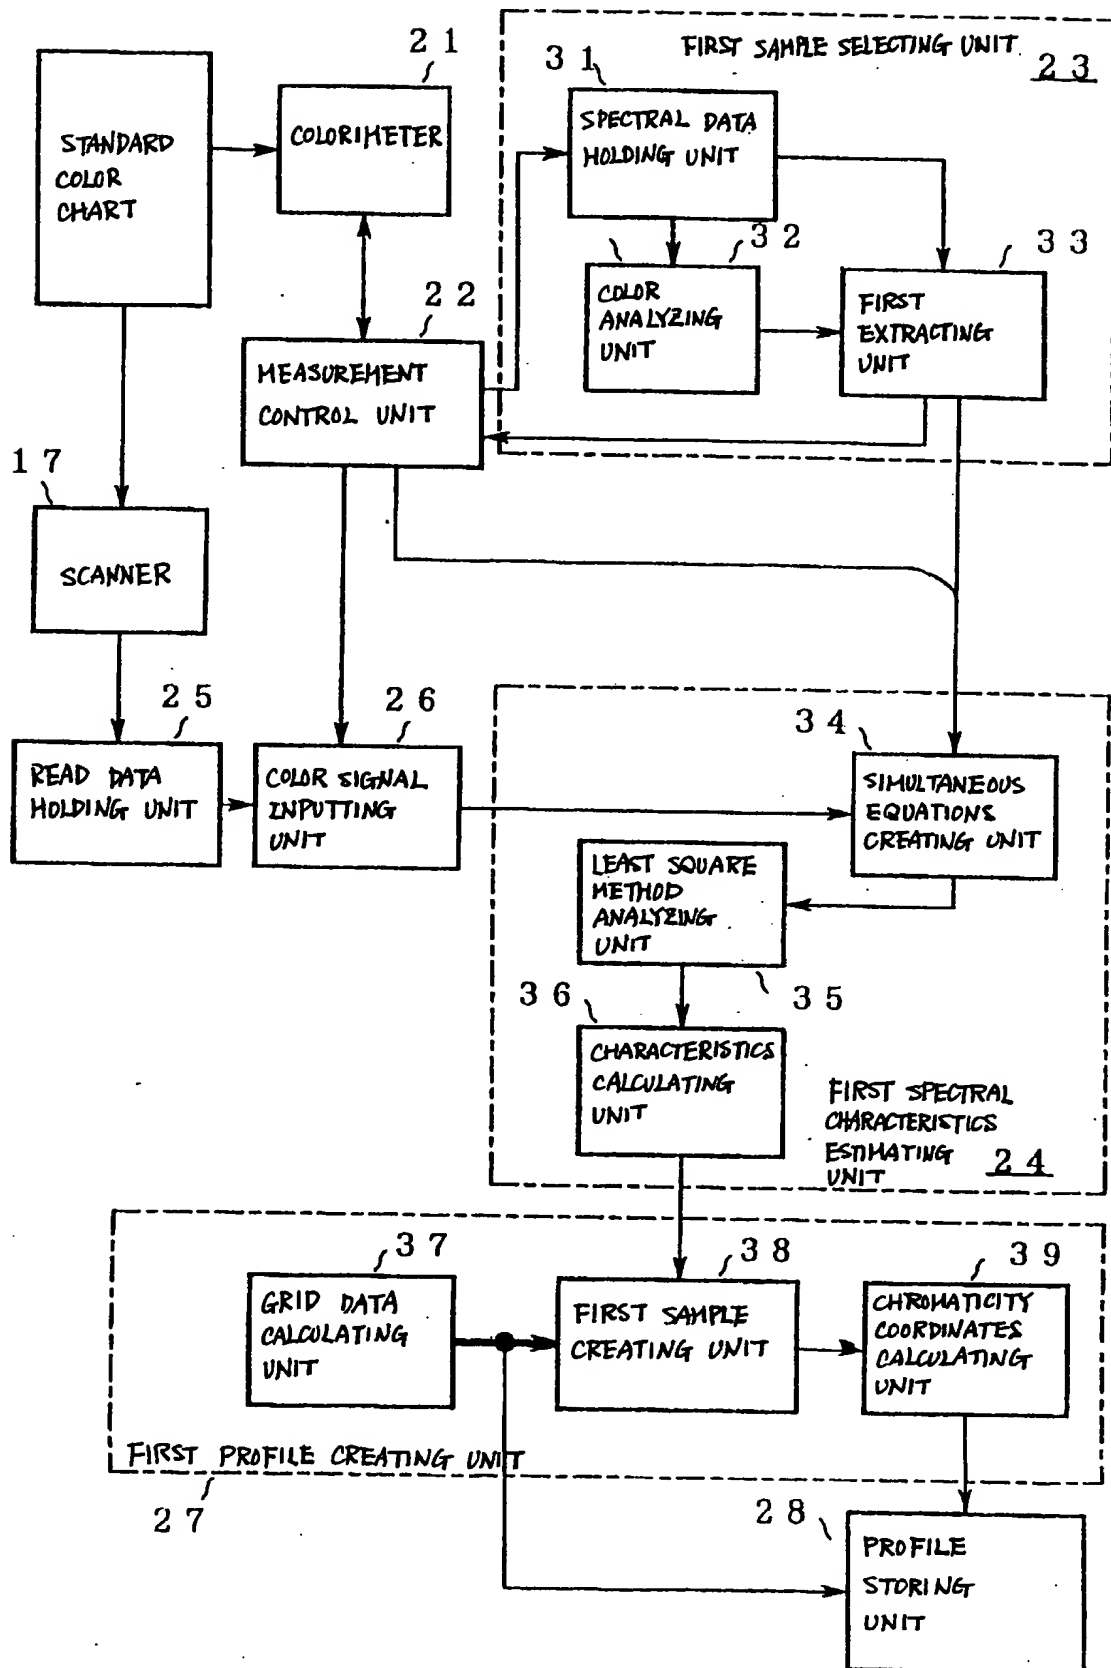 FIRST SAMPLE SELECTING UNIT
23
21
31
STANDARD
COLOR
CHART
COLORIMETER
SPECTRAL DATA
HOLDING UNIT
32
33
22
COLOR
ANALYZING
UNIT
FIRST
EXTRACTING
UNIT
MEASUREMENT
CONTROL UNIT
17
SCANNER
25
26
34
READ DATA
HOLDING UNIT
COLOR SIGNAL
INPUTTING
UNIT
SIMULTANEOUS
EQUATIONS
CREATING UNIT
LEAST SQUARE
METHOD
ANALYZING
UNIT
35
36
CHARACTERISTICS
CALCULATING
UNIT
FIRST SPECTRAL
CHARACTERISTICS
ESTIMATING
UNIT
24
37
38
39
GRID DATA
CALCULATING
UNIT
FIRST SAMPLE
CREATING UNIT
CHROMATICITY
COORDINATES
CALCULATING
UNIT
FIRST PROFILE CREATING UNIT
27
28
PROFILE
STORING
UNIT